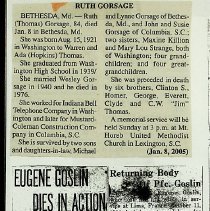 RUTH GORSAGE
BETHESDA, Md. — Ruth
(Thomas) Gorsage, 84, died
Jan. 8 in Bethesda, Md.
She was born Aug. 15, 1921
in Washington to Warren and
Ada (Hopkins) Thomas.
She graduated from Wash-
ington High School in 1939.
She married Wesley Gor-
sage in 1940 and he died in
1976.
She worked for Indiana Bell
Telephone Company in Wash-
ington and later for Munford
Coleman Construction Com-
pany in Columbia, S.C.
She is survived by two sons
and daughters-in-law, Michael
and Lynne Gorsage of Bethes-
da, Md., and John and Susie
Gorsage of Columbia, S.C.;
two sisters, Maxine Killion
and Mary Lou Strange, both
of Washington; four grand-
children; and four great-
grandchildren.
She was preceded in death
by six brothers, Clinton S.,
Homer, George, Everett,
Clyde and C.W. "Jim"
Thomas.
A memorial service will be
held Sunday at 3 p.m. at Mt.
Horeb United Methodist
Church in Lexington, S.C.
(Jan. 8, 2005)
EUGENE GOSLIN
DIES IN ACTION
Returning Body
Of Pfc. Goslin